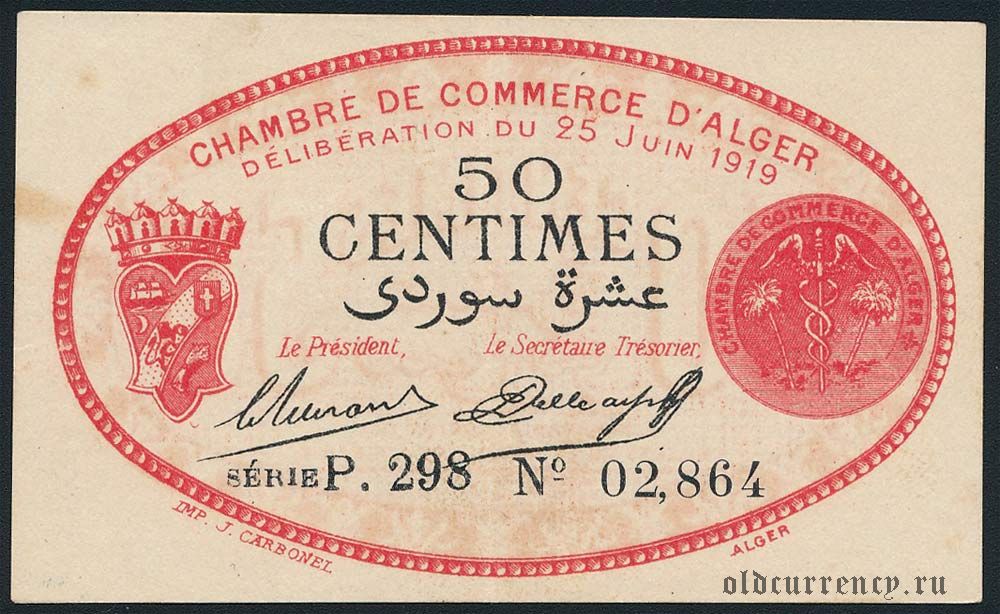 CHAMBRE DE COMMERCE D'ALGER
DÉLIBÉRATION DU 25 JUIN 1919
50
CENTIMES
عشرة سوردى
Le Président, Le Secrétaire Trésorier,
CHAMBRE DE COMMERCE D'ALGER
SÉRIE P. 298 Nº 02,864
IMP. J. CARBONEL ALGER
oldcurrency.ru